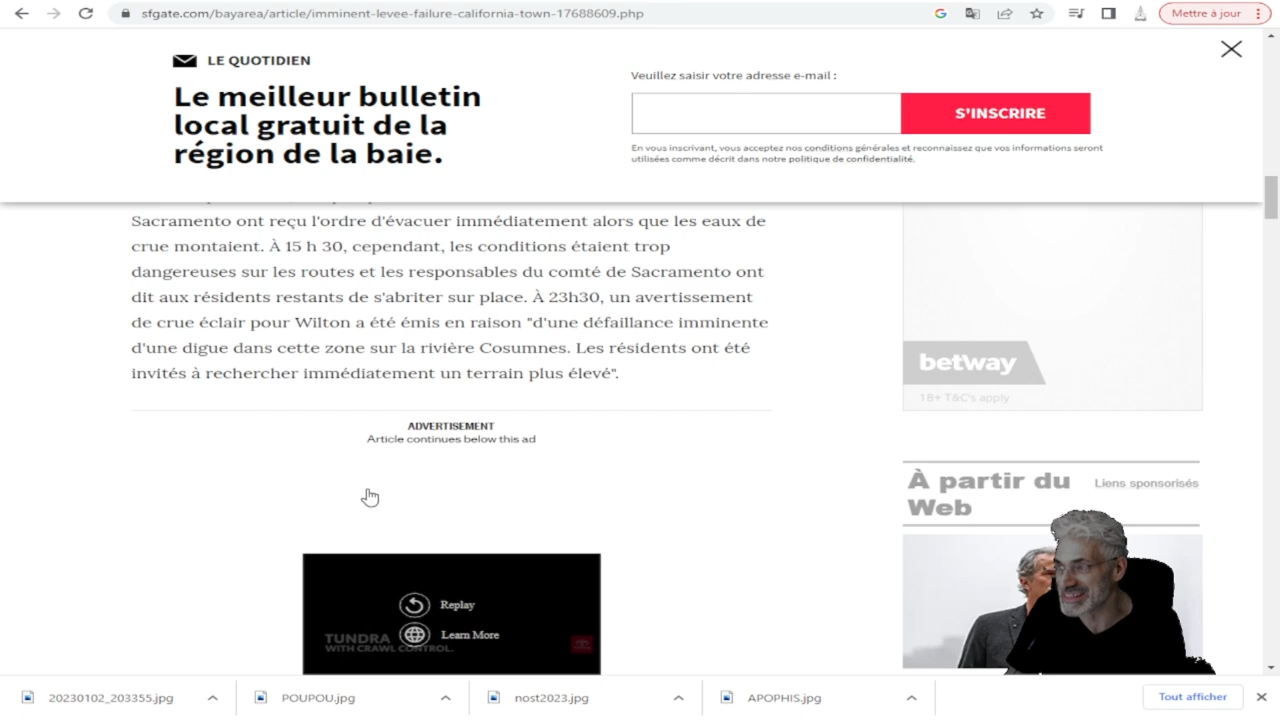 sfgate.com/bayarea/article/imminent-levee-failure-california-town-17688609.php
Mettre à jour
LE QUOTIDIEN
Le meilleur bulletin
local gratuit de la
région de la baie.
Veuillez saisir votre adresse e-mail :
S'INSCRIRE
En vous inscrivant, vous acceptez nos conditions générales et reconnaissez que vos informations seront
utilisées comme décrit dans notre politique de confidentialité.
Sacramento ont reçu l'ordre d'évacuer immédiatement alors que les eaux de
crue montaient. À 15 h 30, cependant, les conditions étaient trop
dangereuses sur les routes et les responsables du comté de Sacramento ont
dit aux résidents restants de s'abriter sur place. À 23h30, un avertissement
de crue éclair pour Wilton a été émis en raison "d'une défaillance imminente
d'une digue dans cette zone sur la rivière Cosumnes. Les résidents ont été
invités à rechercher immédiatement un terrain plus élevé".
betway
18+ T&C's apply
ADVERTISEMENT
Article continues below this ad
À partir du
Web
Liens sponsorisés
Replay
Learn More
TUNDRA
WITH CRAWL CONTROL.
20230102_203355.jpg
POUPOU.jpg
nost2023.jpg
APOPHIS.jpg
Tout afficher